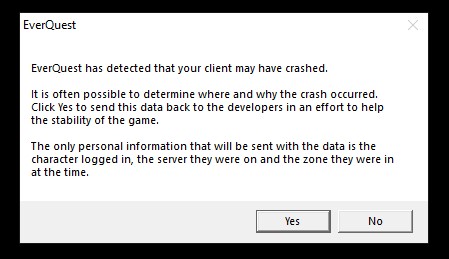 EverQuest
EverQuest has detected that your client may have crashed.
It is often possible to determine where and why the crash occurred.
Click Yes to send this data back to the developers in an effort to help
the stability of the game.
The only personal information that will be sent with the data is the
character logged in, the server they were on and the zone they were in
at the time.
Yes No